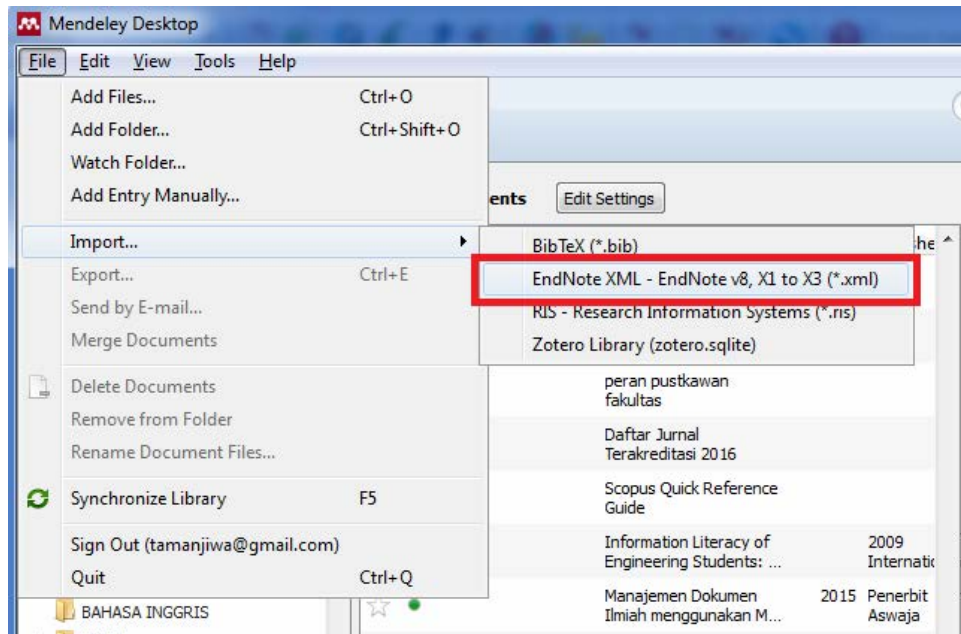 Mendeley Desktop
File Edit View Tools Help
Add Files... Ctrl+O
Add Folder... Ctrl+Shift+O
Watch Folder...
Add Entry Manually...
ents Edit Settings
Import...
BibTeX (*.bib)
he
Export... Ctrl+E
EndNote XML - EndNote v8, X1 to X3 (*.xml)
Send by E-mail...
RIS - Research Information Systems (*.ris)
Merge Documents
Zotero Library (zotero.sqlite)
Delete Documents
peran pustkawan
fakultas
Remove from Folder
Rename Document Files...
Daftar Jurnal
Terakreditasi 2016
Synchronize Library F5
Scopus Quick Reference
Guide
Sign Out (tamanjiwa@gmail.com)
Information Literacy of 2009
Engineering Students: ... Internatic
Quit Ctrl+Q
Manajemen Dokumen 2015 Penerbit
Ilmiah menggunakan M... Aswaja
BAHASA INGGRIS